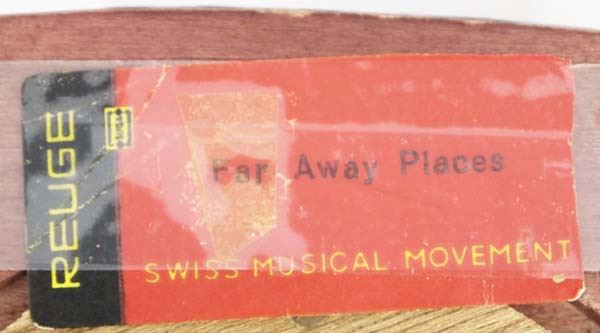 REUGE
Far Away Places
SWISS MUSICAL MOVEMENT